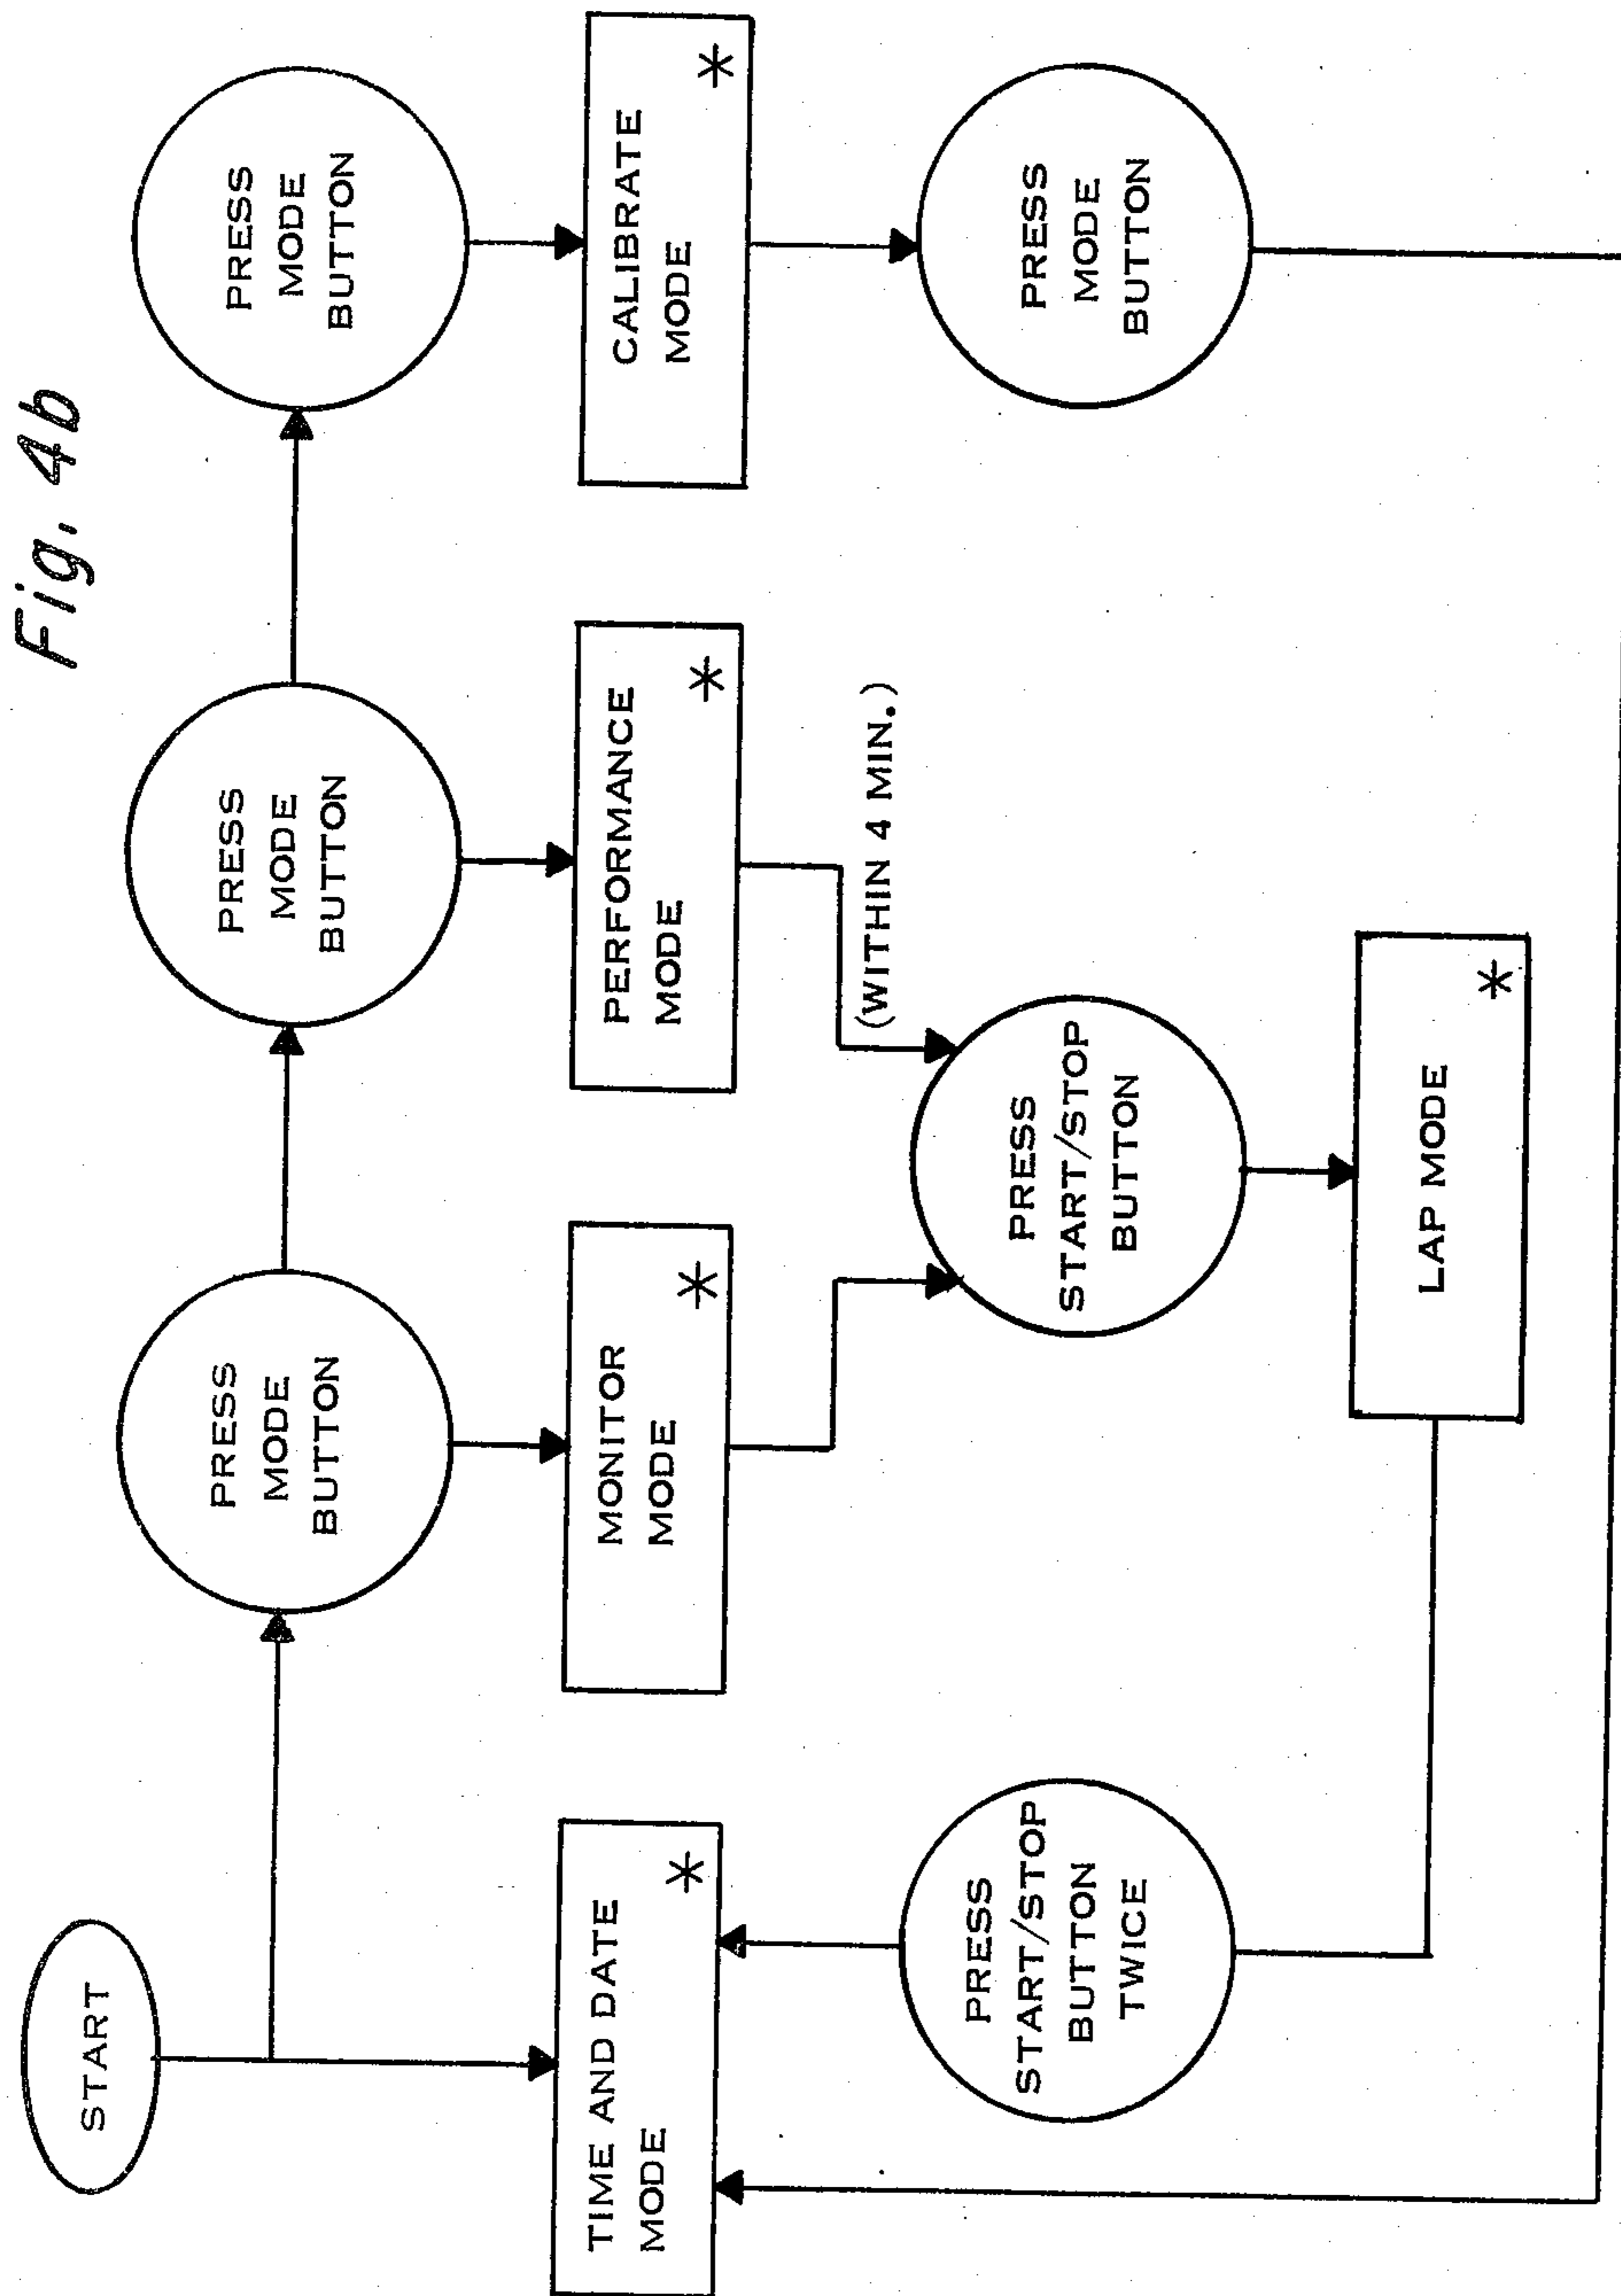 Fig. 4b
START
PRESS
MODE
BUTTON
PRESS
MODE
BUTTON
PRESS
MODE
BUTTON
TIME AND DATE
MODE
*
MONITOR
MODE
*
PERFORMANCE
MODE
*
CALIBRATE
MODE
*
(WITHIN 4 MIN.)
PRESS
START/STOP
BUTTON
TWICE
PRESS
START/STOP
BUTTON
PRESS
MODE
BUTTON
LAP MODE
*